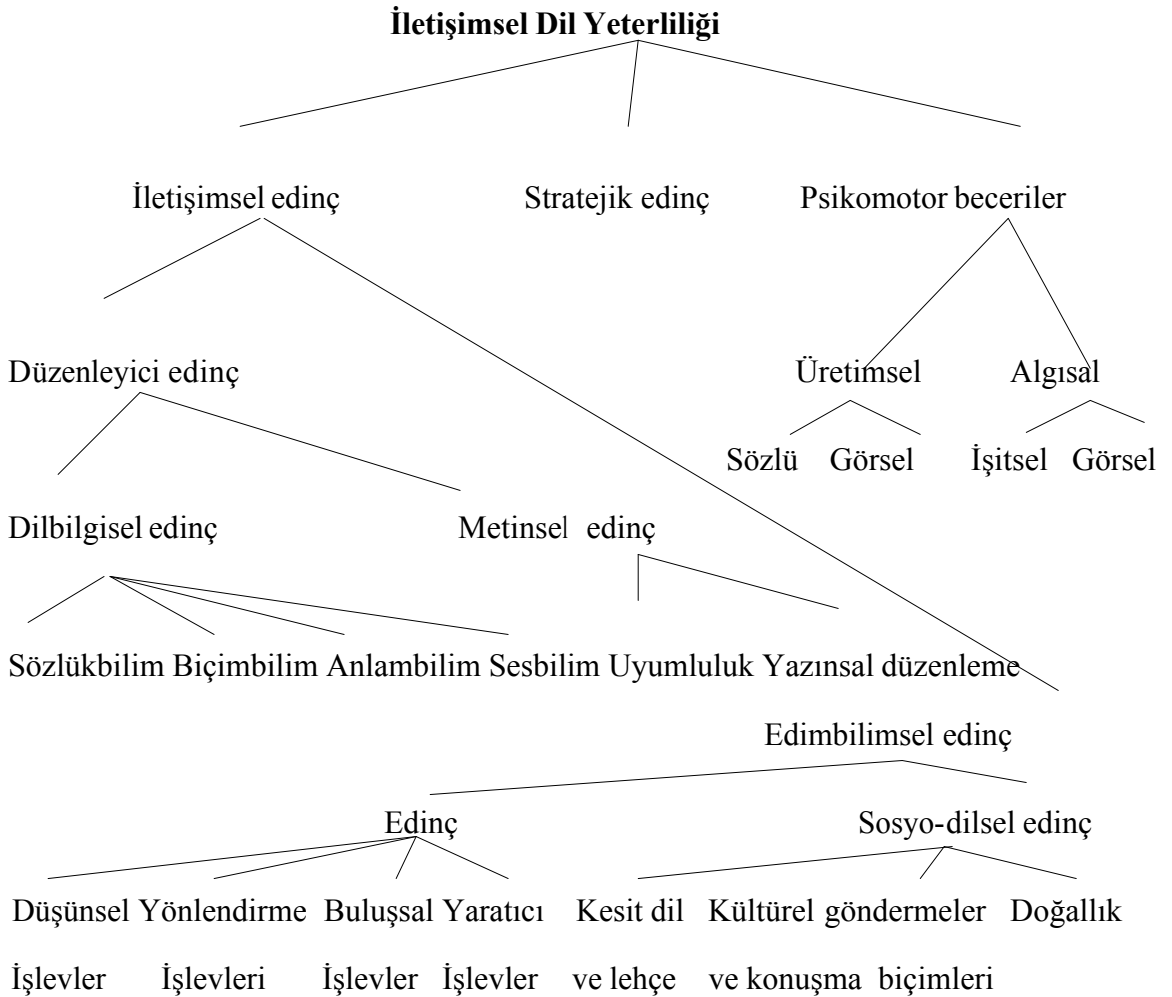 İletişimsel Dil Yeterliliği
İletişimsel edinç Stratejik edinç Psikomotor beceriler
Düzenleyici edinç Üretimsel Algısal
Sözlü Görsel İşitsel Görsel
Dilbilgisel edinç Metinsel edinç
Sözlükbilim Biçimbilim Anlambilim Sesbilim Uyumluluk Yazınsal düzenleme
Edimbilimsel edinç
Edinç Sosyo-dilsel edinç
Düşünsel Yönlendirme Buluşsal Yaratıcı Kesit dil Kültürel göndermeler Doğallık
İşlevler İşlevleri İşlevler İşlevler ve lehçe ve konuşma biçimleri